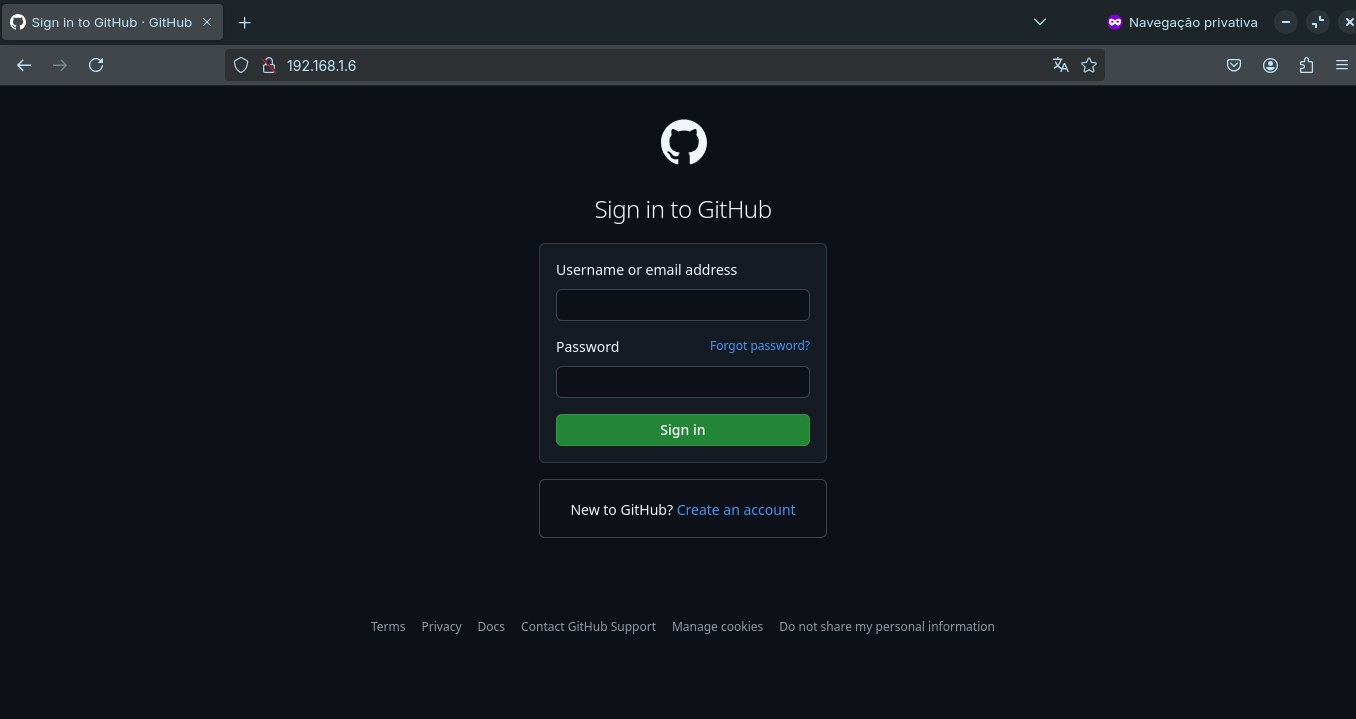 Sign in to GitHub · GitHub
Navegação privativa
192.168.1.6
Sign in to GitHub
Username or email address
Password
Forgot password?
Sign in
New to GitHub? Create an account
Terms Privacy Docs Contact GitHub Support Manage cookies Do not share my personal information